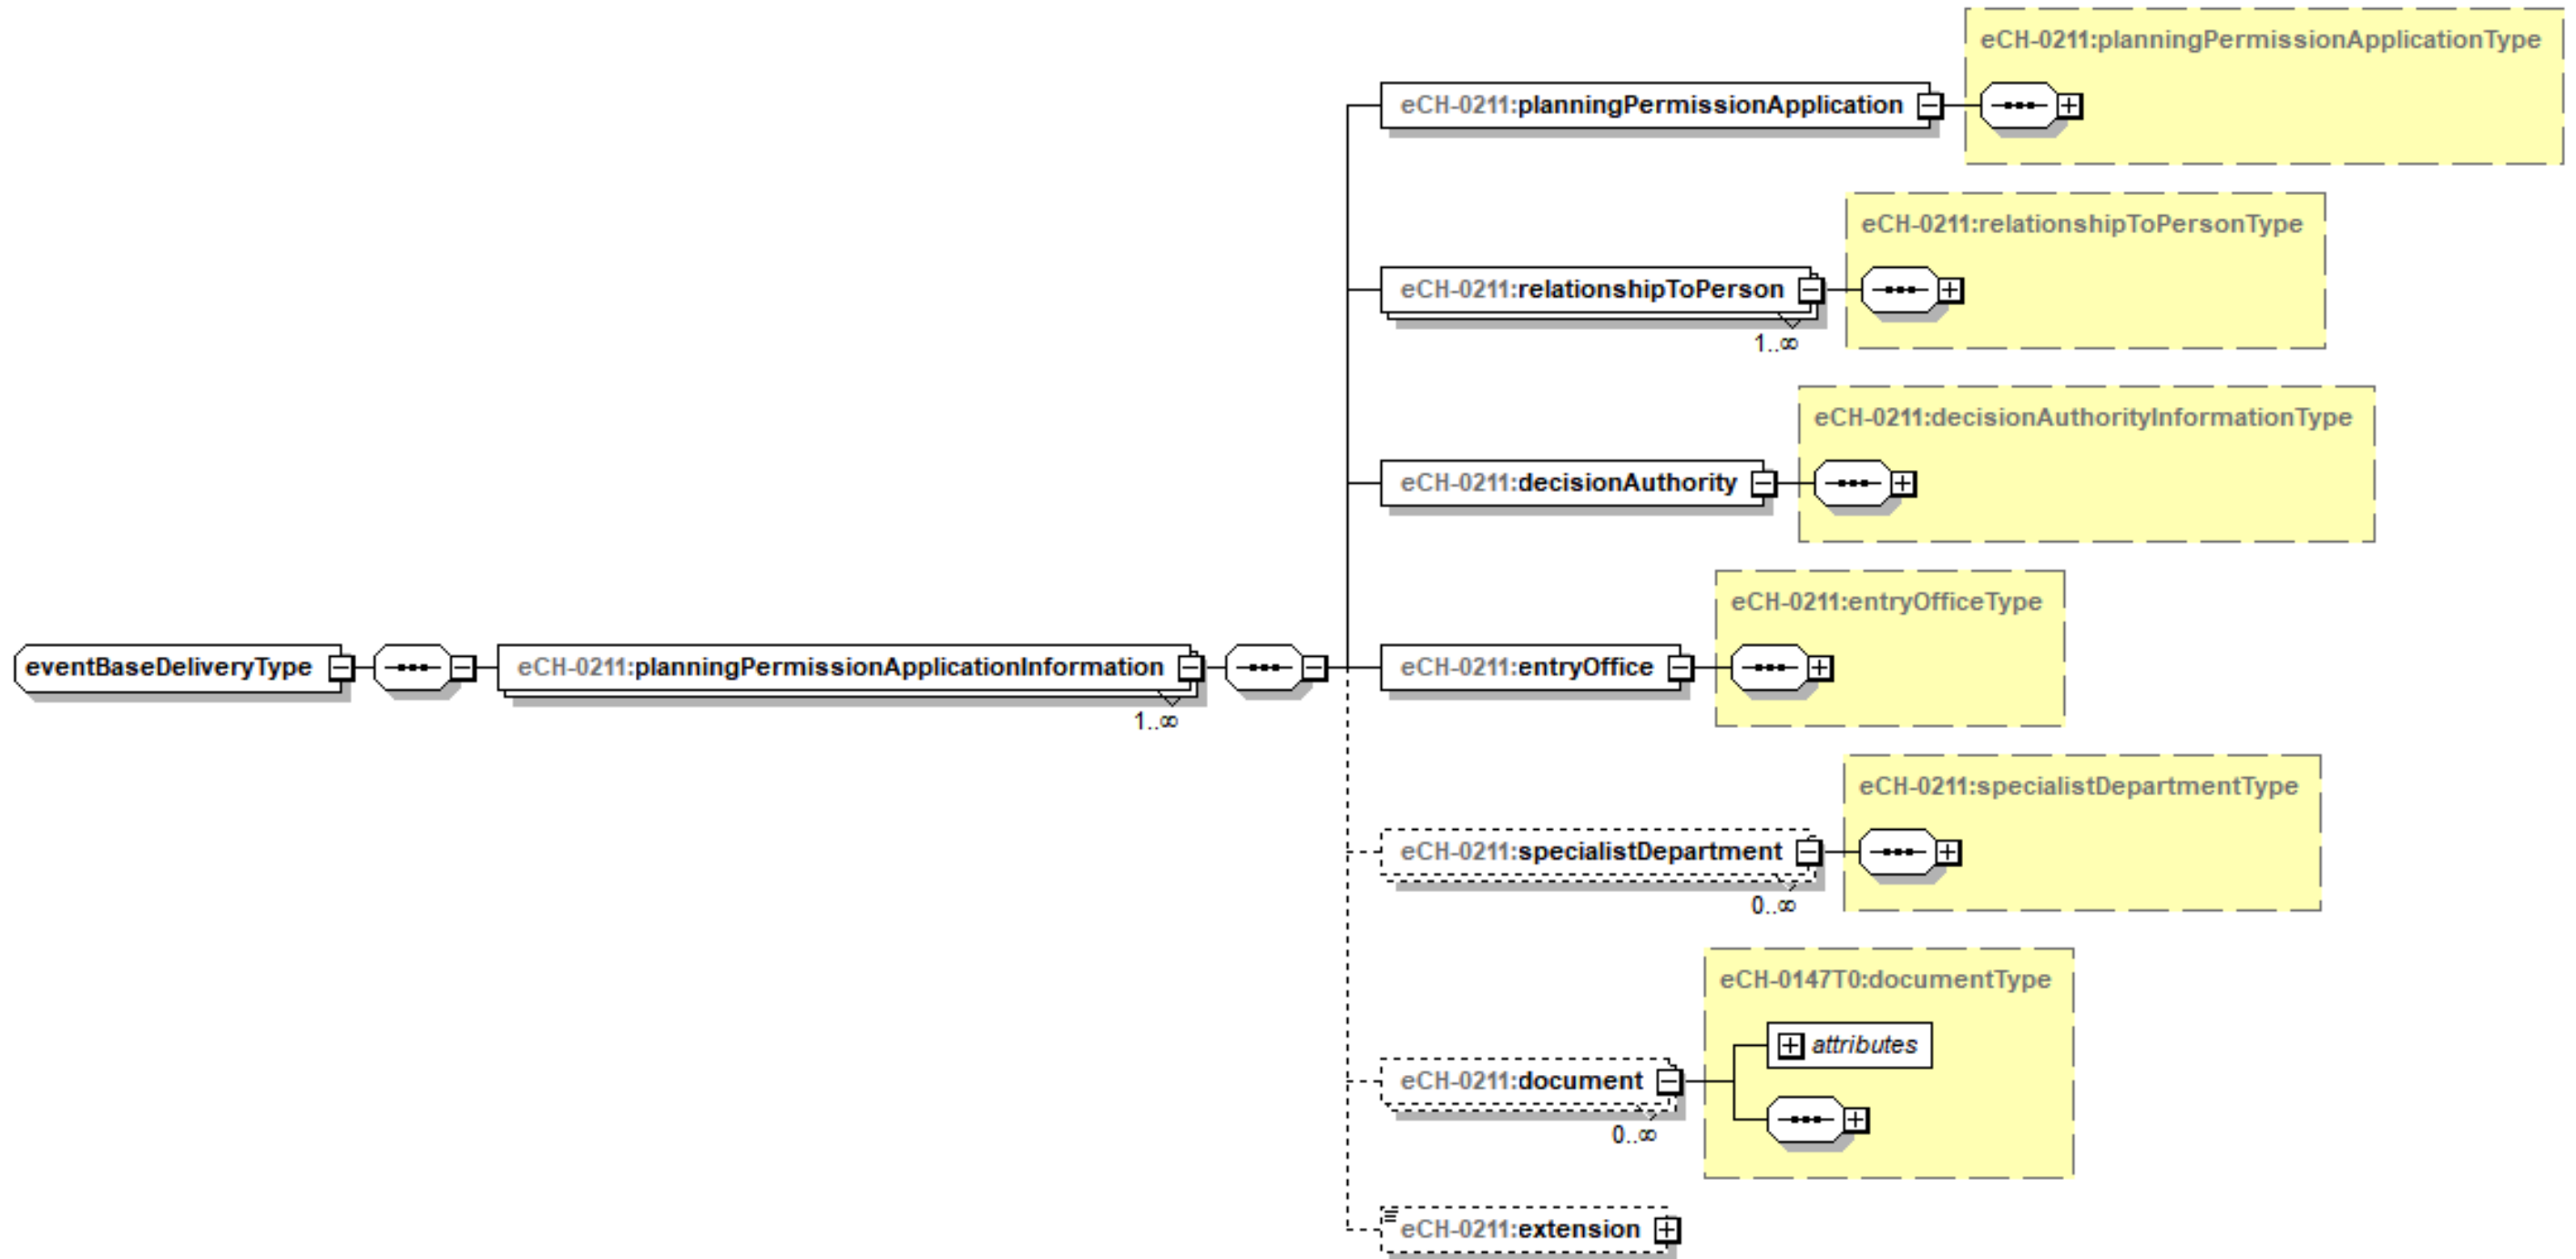 eCH-0211:planningPermissionApplicationType
eCH-0211:planningPermissionApplication
eCH-0211:relationshipToPersonType
eCH-0211:relationshipToPerson
1..∞
eCH-0211:decisionAuthorityInformationType
eCH-0211:decisionAuthority
eCH-0211:entryOfficeType
eventBaseDeliveryType
eCH-0211:planningPermissionApplicationInformation
1..∞
eCH-0211:entryOffice
eCH-0211:specialistDepartmentType
eCH-0211:specialistDepartment
0..∞
eCH-0147T0:documentType
attributes
eCH-0211:document
0..∞
eCH-0211:extension